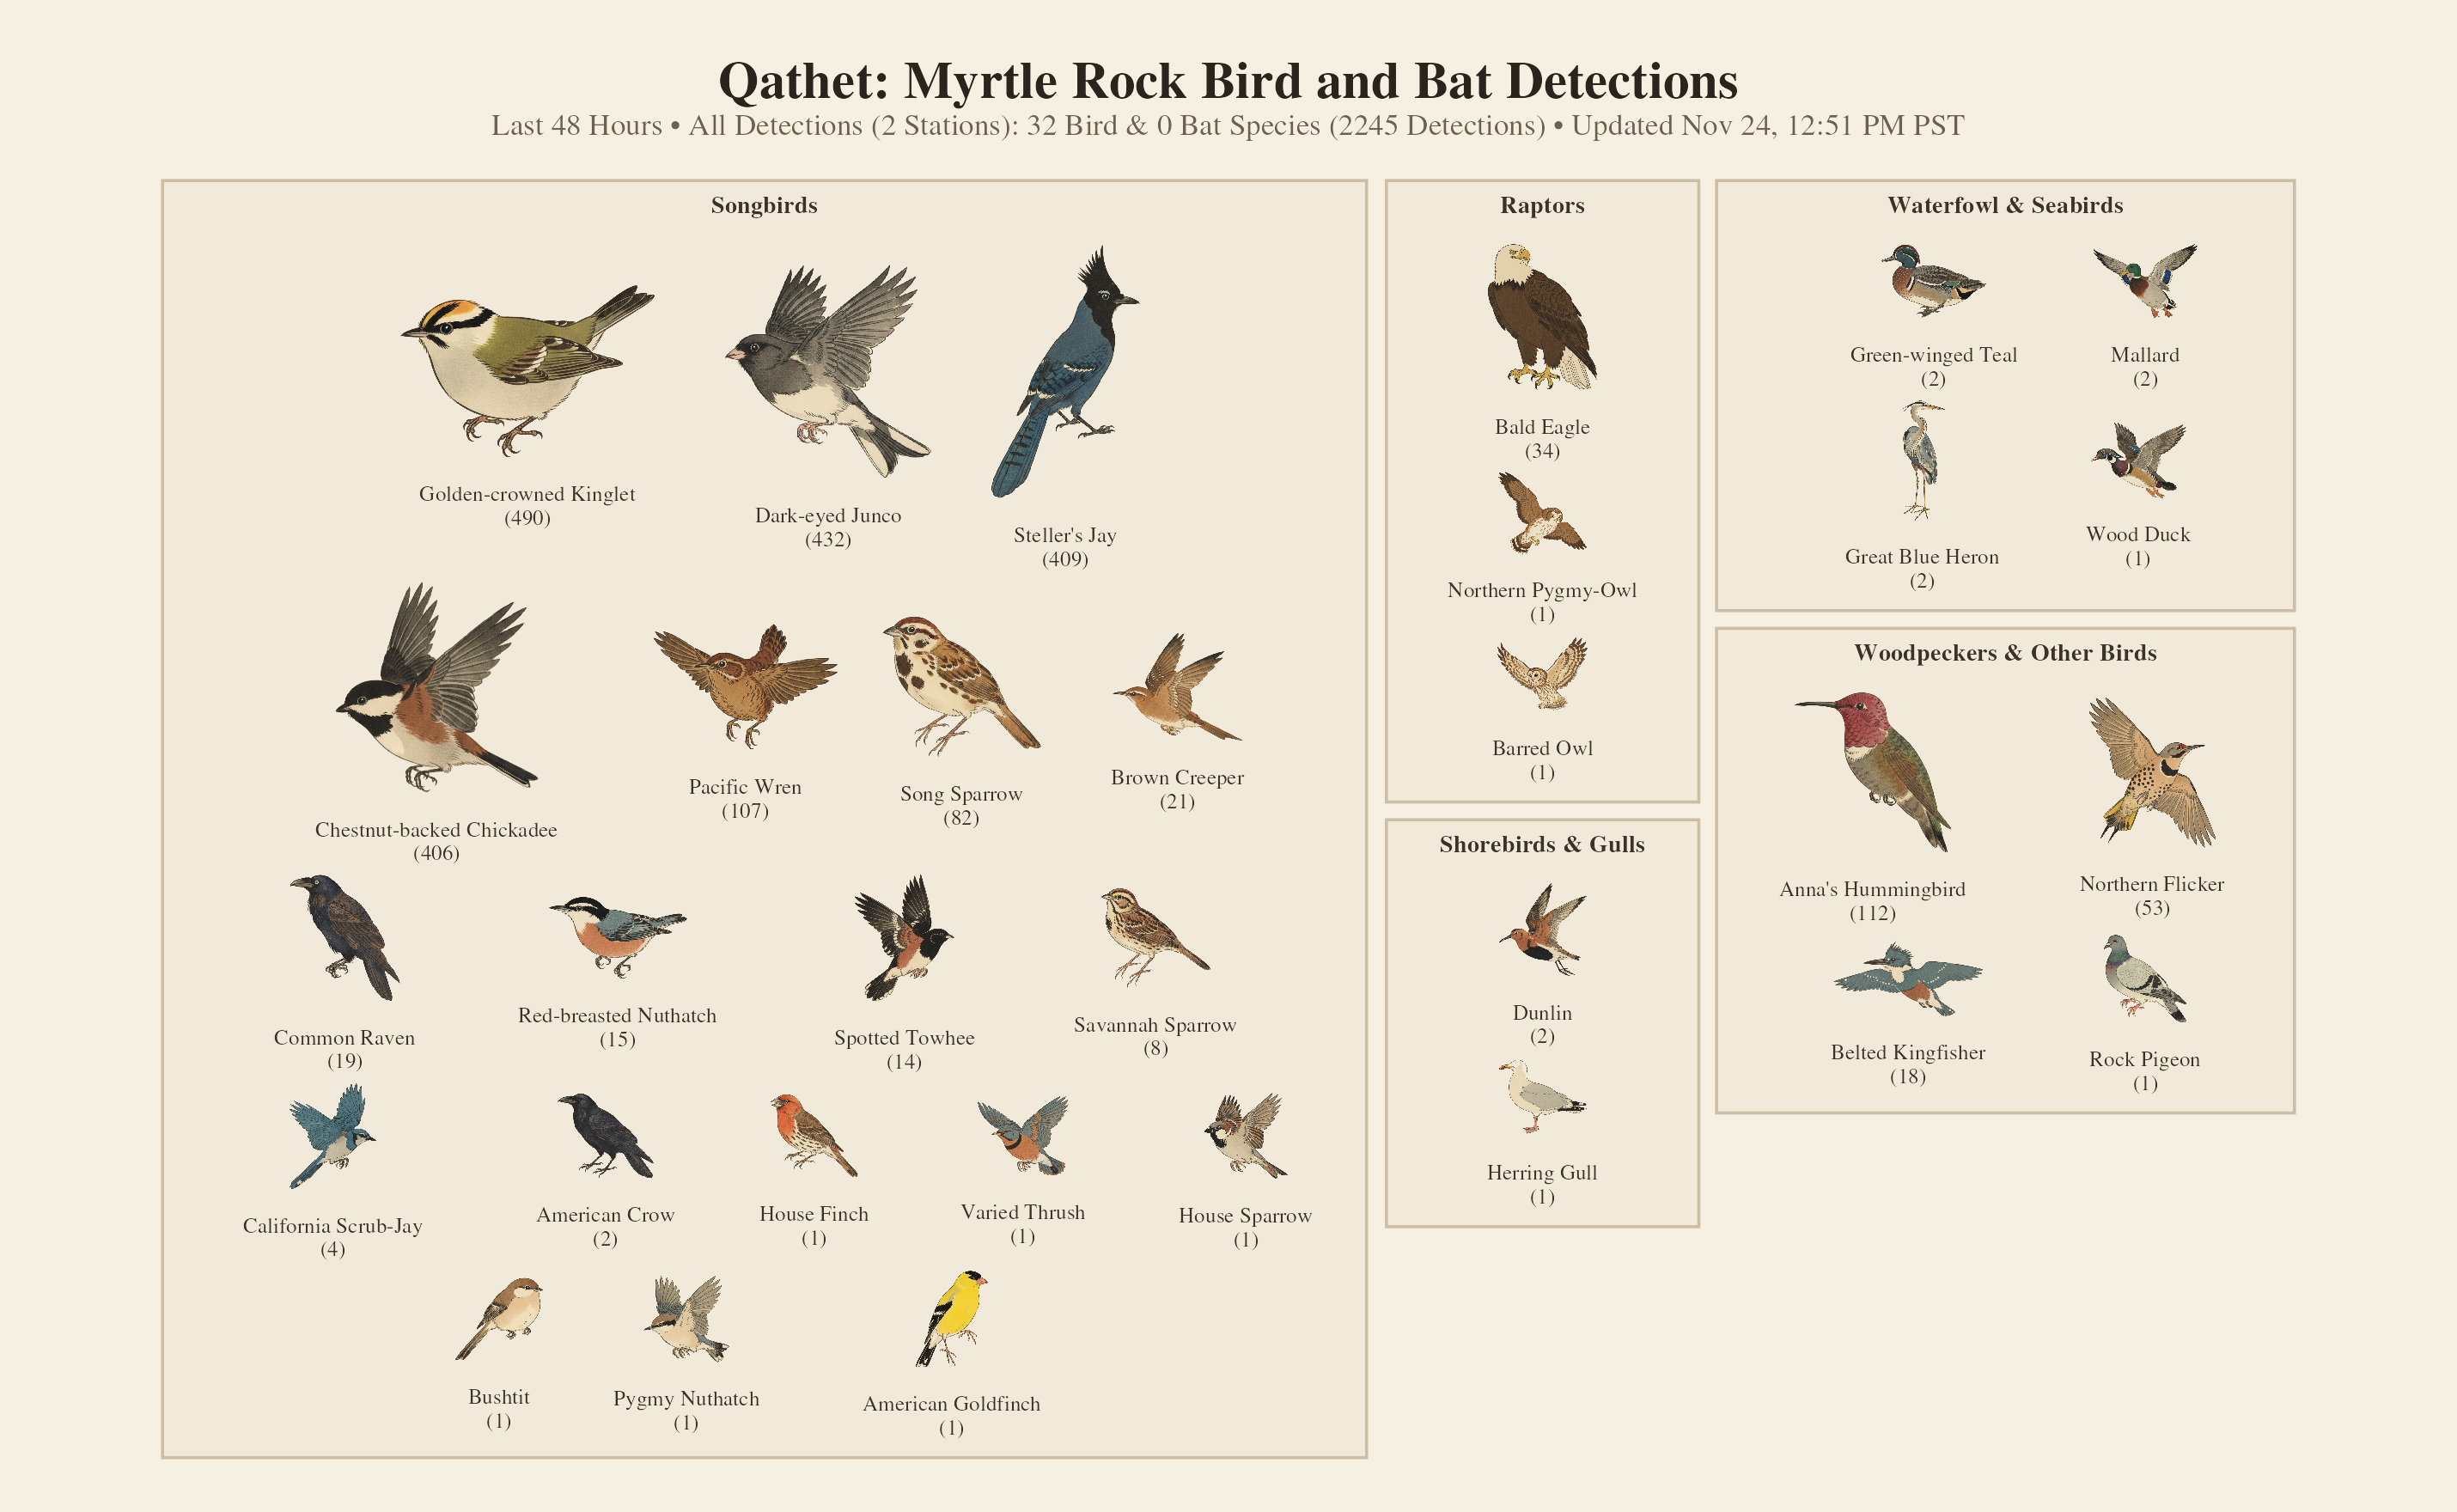 Qathet: Myrtle Rock Bird and Bat Detections
Last 48 Hours • All Detections (2 Stations): 32 Bird & 0 Bat Species (2245 Detections) • Updated Nov 24, 12:51 PM PST
Songbirds
Golden-crowned Kinglet
(490)
Dark-eyed Junco
(432)
Steller's Jay
(409)
Chestnut-backed Chickadee
(406)
Pacific Wren
(107)
Song Sparrow
(82)
Brown Creeper
(21)
Common Raven
(19)
Red-breasted Nuthatch
(15)
Spotted Towhee
(14)
Savannah Sparrow
(8)
California Scrub-Jay
(4)
American Crow
(2)
House Finch
(1)
Varied Thrush
(1)
House Sparrow
(1)
Bushtit
(1)
Pygmy Nuthatch
(1)
American Goldfinch
(1)
Raptors
Bald Eagle
(34)
Northern Pygmy-Owl
(1)
Barred Owl
(1)
Shorebirds & Gulls
Dunlin
(2)
Herring Gull
(1)
Waterfowl & Seabirds
Green-winged Teal
(2)
Mallard
(2)
Great Blue Heron
(2)
Wood Duck
(1)
Woodpeckers & Other Birds
Anna's Hummingbird
(112)
Northern Flicker
(53)
Belted Kingfisher
(18)
Rock Pigeon
(1)